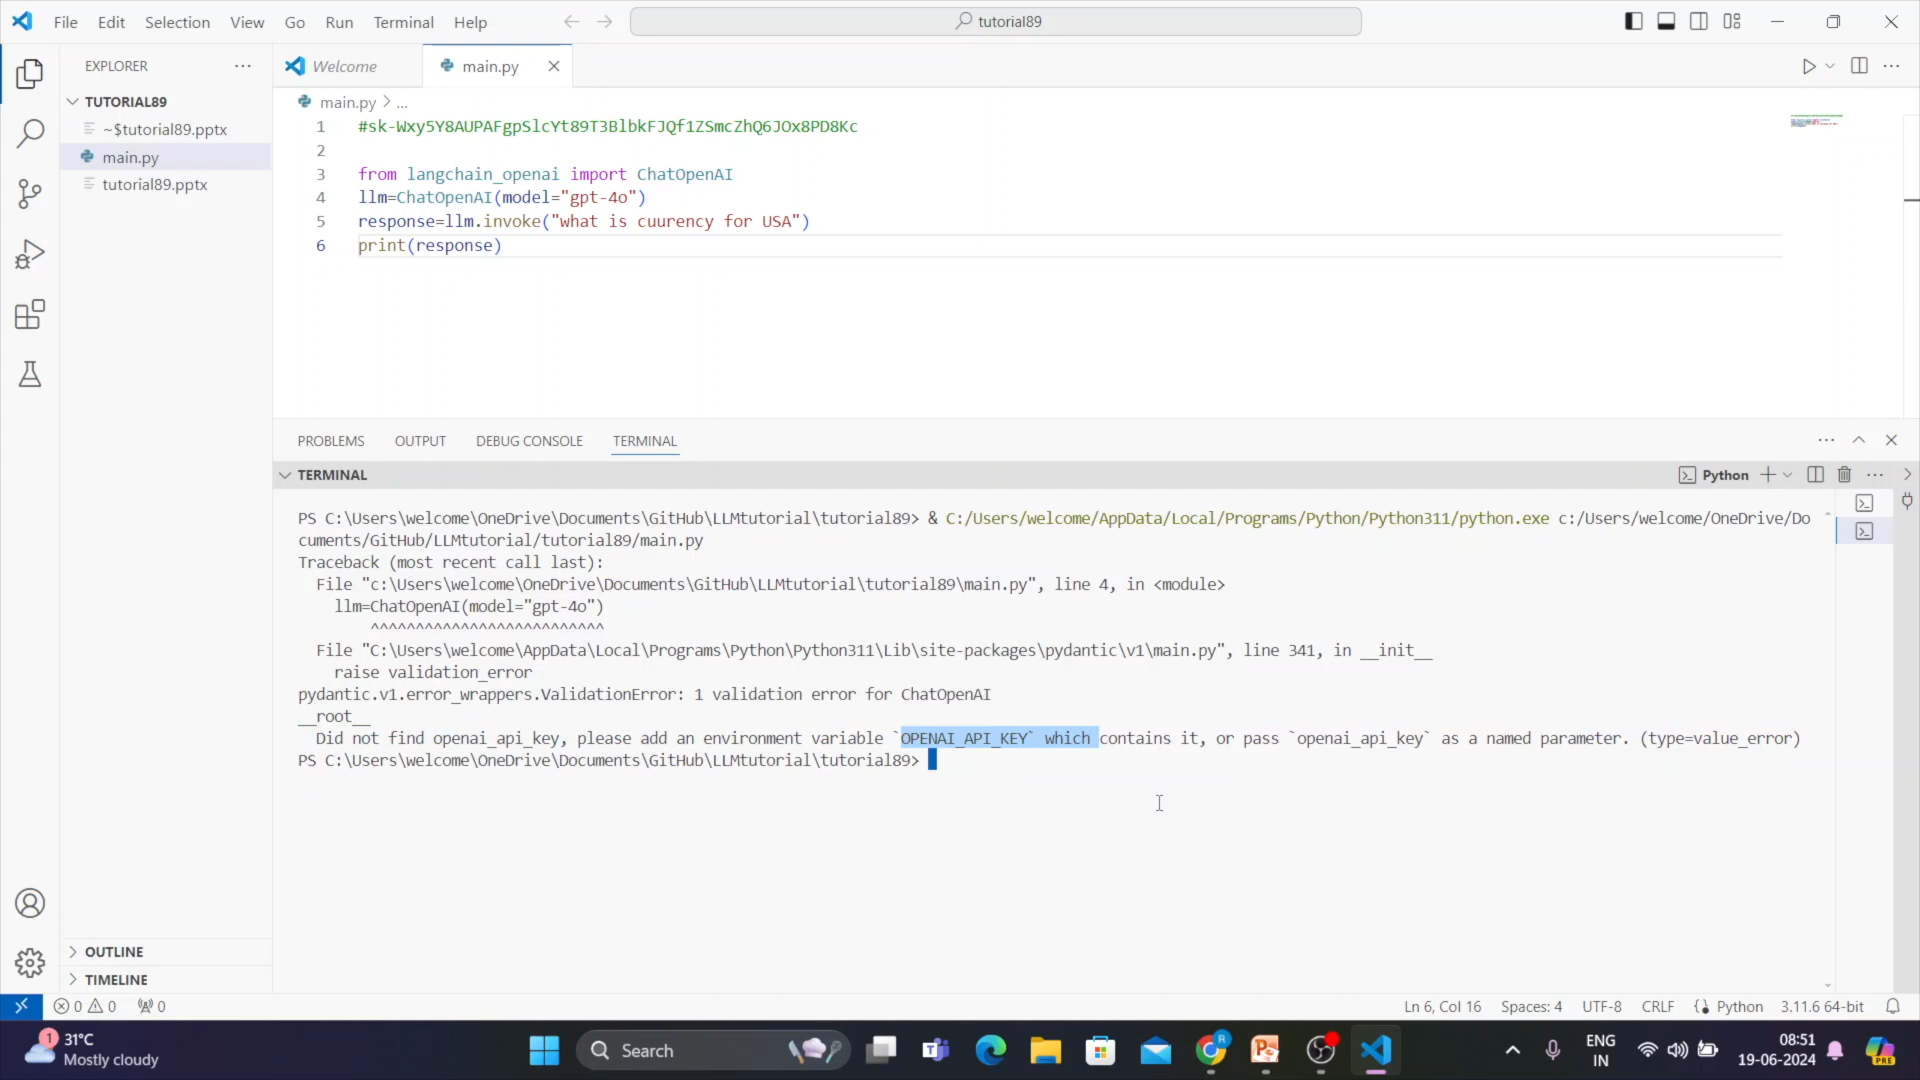 File Edit Selection View Go Run Terminal Help
tutorial89
EXPLORER
Welcome
main.py
TUTORIAL89
~$tutorial89.pptx
main.py
tutorial89.pptx
main.py > ...
1 #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
2
3 from langchain_openai import ChatOpenAI
4 llm=ChatOpenAI(model="gpt-4o")
5 response=llm.invoke("what is cuurency for USA")
6 print(response)
PROBLEMS OUTPUT DEBUG CONSOLE TERMINAL
TERMINAL
Python
PS C:\Users\welcome\OneDrive\Documents\GitHub\LLMtutorial\tutorial89> & C:/Users/welcome/AppData/Local/Programs/Python/Python311/python.exe c:/Users/welcome/OneDrive/Do
cuments/GitHub/LLMtutorial/tutorial89/main.py
Traceback (most recent call last):
File "c:\Users\welcome\OneDrive\Documents\GitHub\LLMtutorial\tutorial89\main.py", line 4, in <module>
llm=ChatOpenAI(model="gpt-4o")
^^^^^^^^^^^^^^^^^^^^^^^^^^
File "C:\Users\welcome\AppData\Local\Programs\Python\Python311\Lib\site-packages\pydantic\v1\main.py", line 341, in __init__
raise validation_error
pydantic.v1.error_wrappers.ValidationError: 1 validation error for ChatOpenAI
__root__
Did not find openai_api_key, please add an environment variable `OPENAI_API_KEY` which contains it, or pass `openai_api_key` as a named parameter. (type=value_error)
PS C:\Users\welcome\OneDrive\Documents\GitHub\LLMtutorial\tutorial89>
OUTLINE
TIMELINE
0 0 0
Ln 6, Col 16 Spaces: 4 UTF-8 CRLF Python 3.11.6 64-bit
1
31°C
Mostly cloudy
Search
ENG
IN
08:51
19-06-2024
PRE